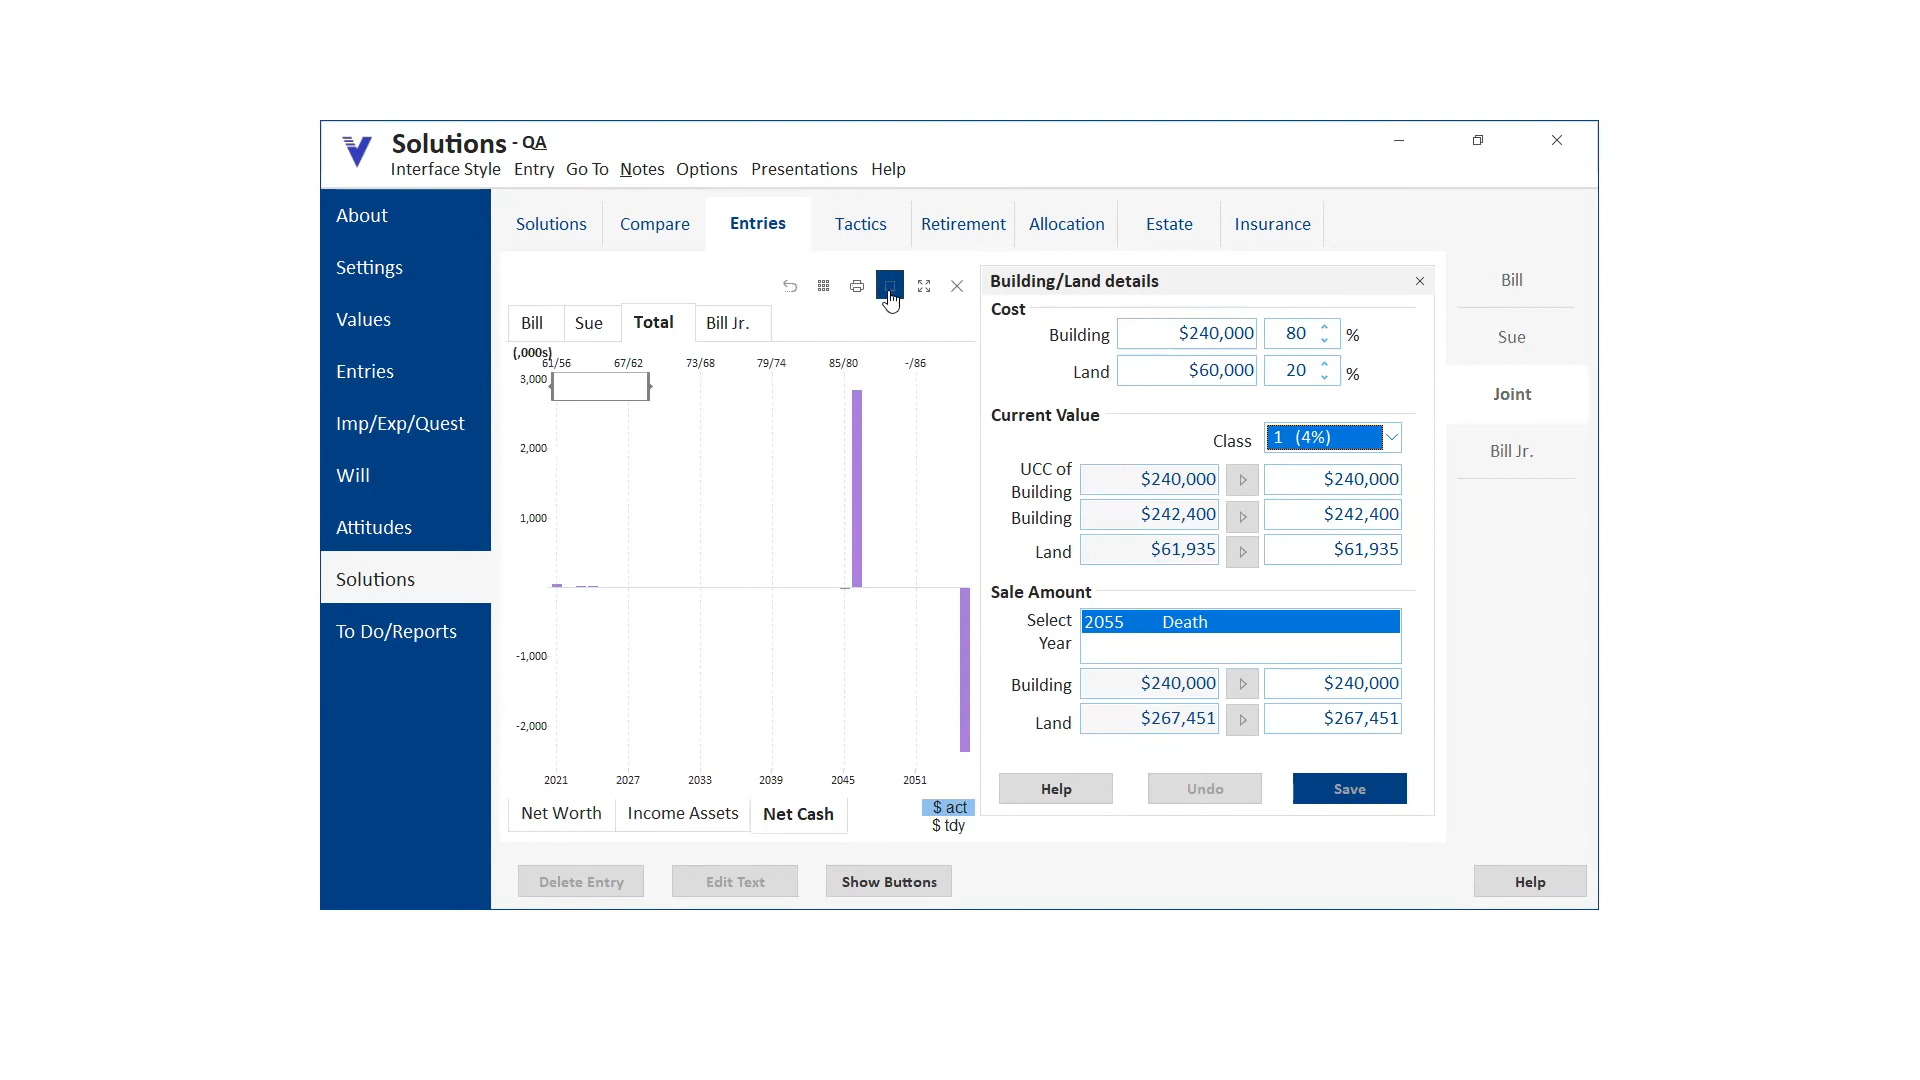 Solutions - QA
Interface Style Entry Go To Notes Options Presentations Help
About
Settings
Values
Entries
Imp/Exp/Quest
Will
Attitudes
Solutions
To Do/Reports
Solutions Compare Entries Tactics Retirement Allocation Estate Insurance
Bill Sue Total Bill Jr.
(,000s)
61/56 67/62 73/68 79/74 85/80 -/86
3,000
2,000
1,000
-1,000
-2,000
2021 2027 2033 2039 2045 2051
Net Worth Income Assets Net Cash
$ act
$ tdy
Building/Land details
Cost
Building $240,000 80 %
Land $60,000 20 %
Current Value
Class 1 (4%)
UCC of Building $240,000 $240,000
Building $242,400 $242,400
Land $61,935 $61,935
Sale Amount
Select Year 2055 Death
Building $240,000 $240,000
Land $267,451 $267,451
Help Undo Save
Bill
Sue
Joint
Bill Jr.
Delete Entry Edit Text Show Buttons Help